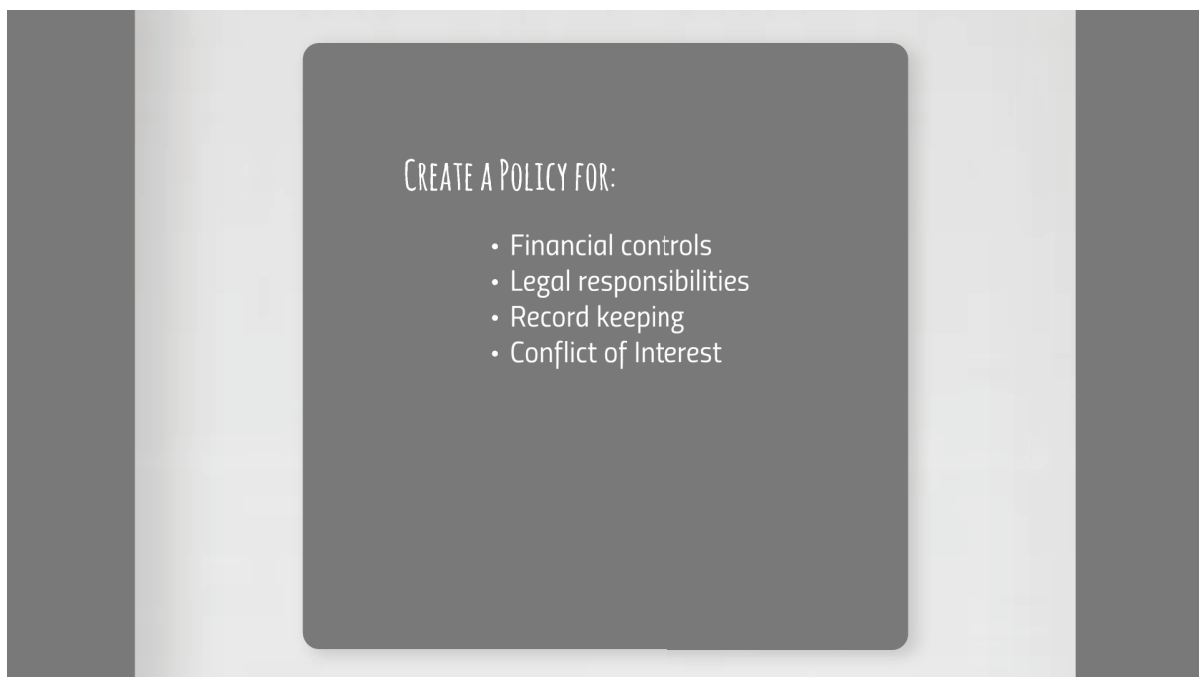 Create a Policy for:
• Financial controls
• Legal responsibilities
• Record keeping
• Conflict of Interest